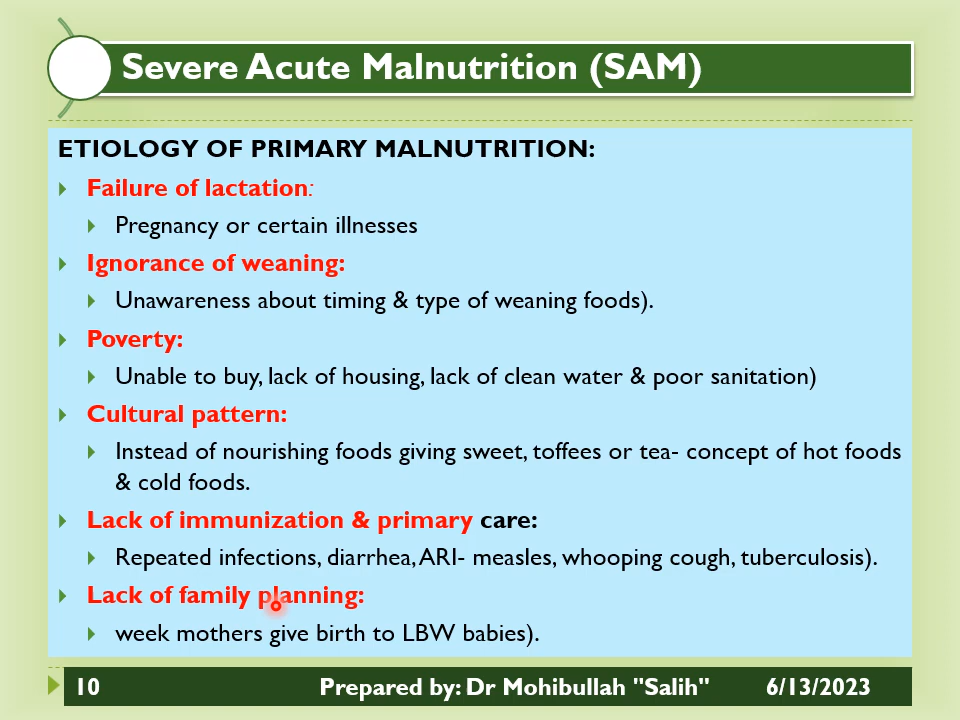 Severe Acute Malnutrition (SAM)
ETIOLOGY OF PRIMARY MALNUTRITION:
Failure of lactation:
Pregnancy or certain illnesses
Ignorance of weaning:
Unawareness about timing & type of weaning foods).
Poverty:
Unable to buy, lack of housing, lack of clean water & poor sanitation)
Cultural pattern:
Instead of nourishing foods giving sweet, toffees or tea- concept of hot foods
& cold foods.
Lack of immunization & primary care:
Repeated infections, diarrhea, ARI- measles, whooping cough, tuberculosis).
Lack of family planning:
week mothers give birth to LBW babies).
10 Prepared by: Dr Mohibullah "Salih" 6/13/2023